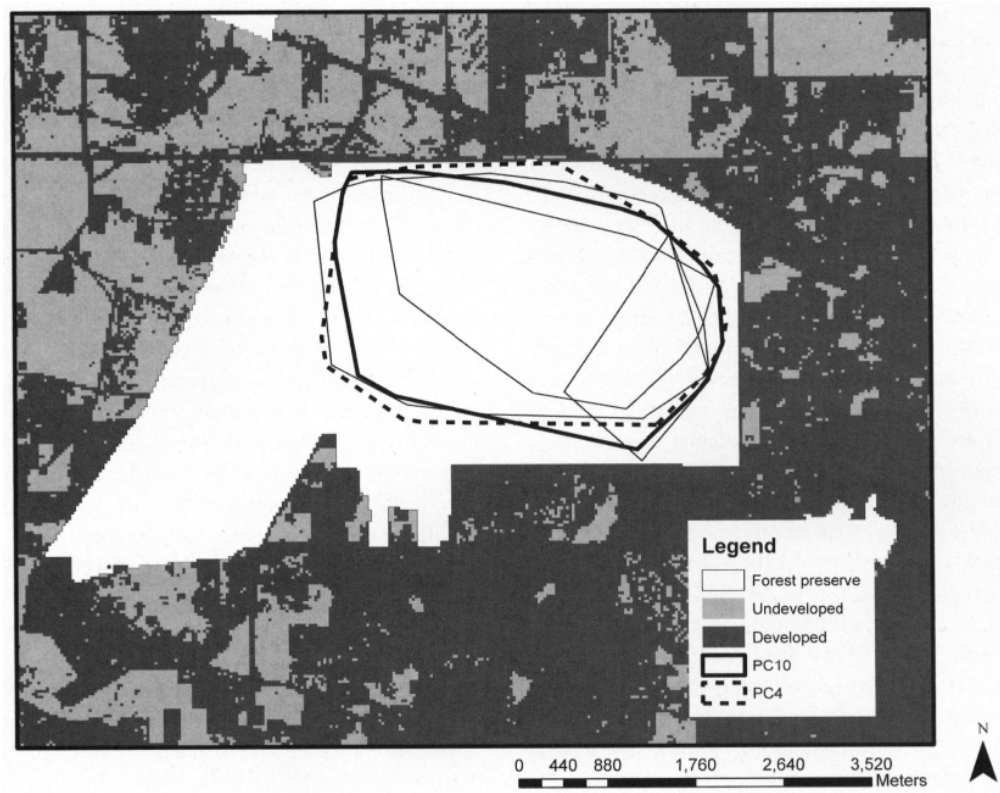 Legend
Forest preserve
Undeveloped
Developed
PC10
PC4
N
0 440 880 1,760 2,640 3,520
Meters